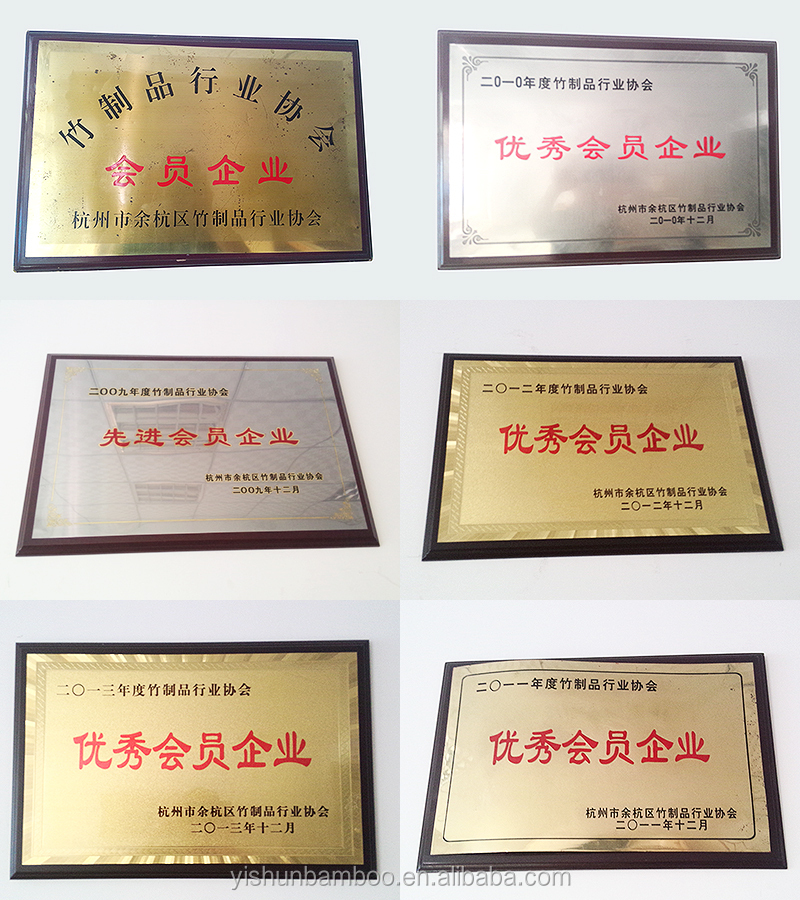 竹制品行业协会
会员企业
杭州市余杭区竹制品行业协会
二0一0年度竹制品行业协会
优秀会员企业
杭州市余杭区竹制品行业协会
二0一0年十二月
二OO九年度竹制品行业协会
先进会员企业
杭州市余杭区竹制品行业协会
二OO九年十二月
二〇一二年度竹制品行业协会
优秀会员企业
杭州市余杭区竹制品行业协会
二〇一二年十二月
二〇一三年度竹制品行业协会
优秀会员企业
杭州市余杭区竹制品行业协会
二〇一三年十二月
二〇一一年度竹制品行业协会
优秀会员企业
杭州市余杭区竹制品行业协会
二〇一一年十二月
yishunbamboo.en.alibaba.com